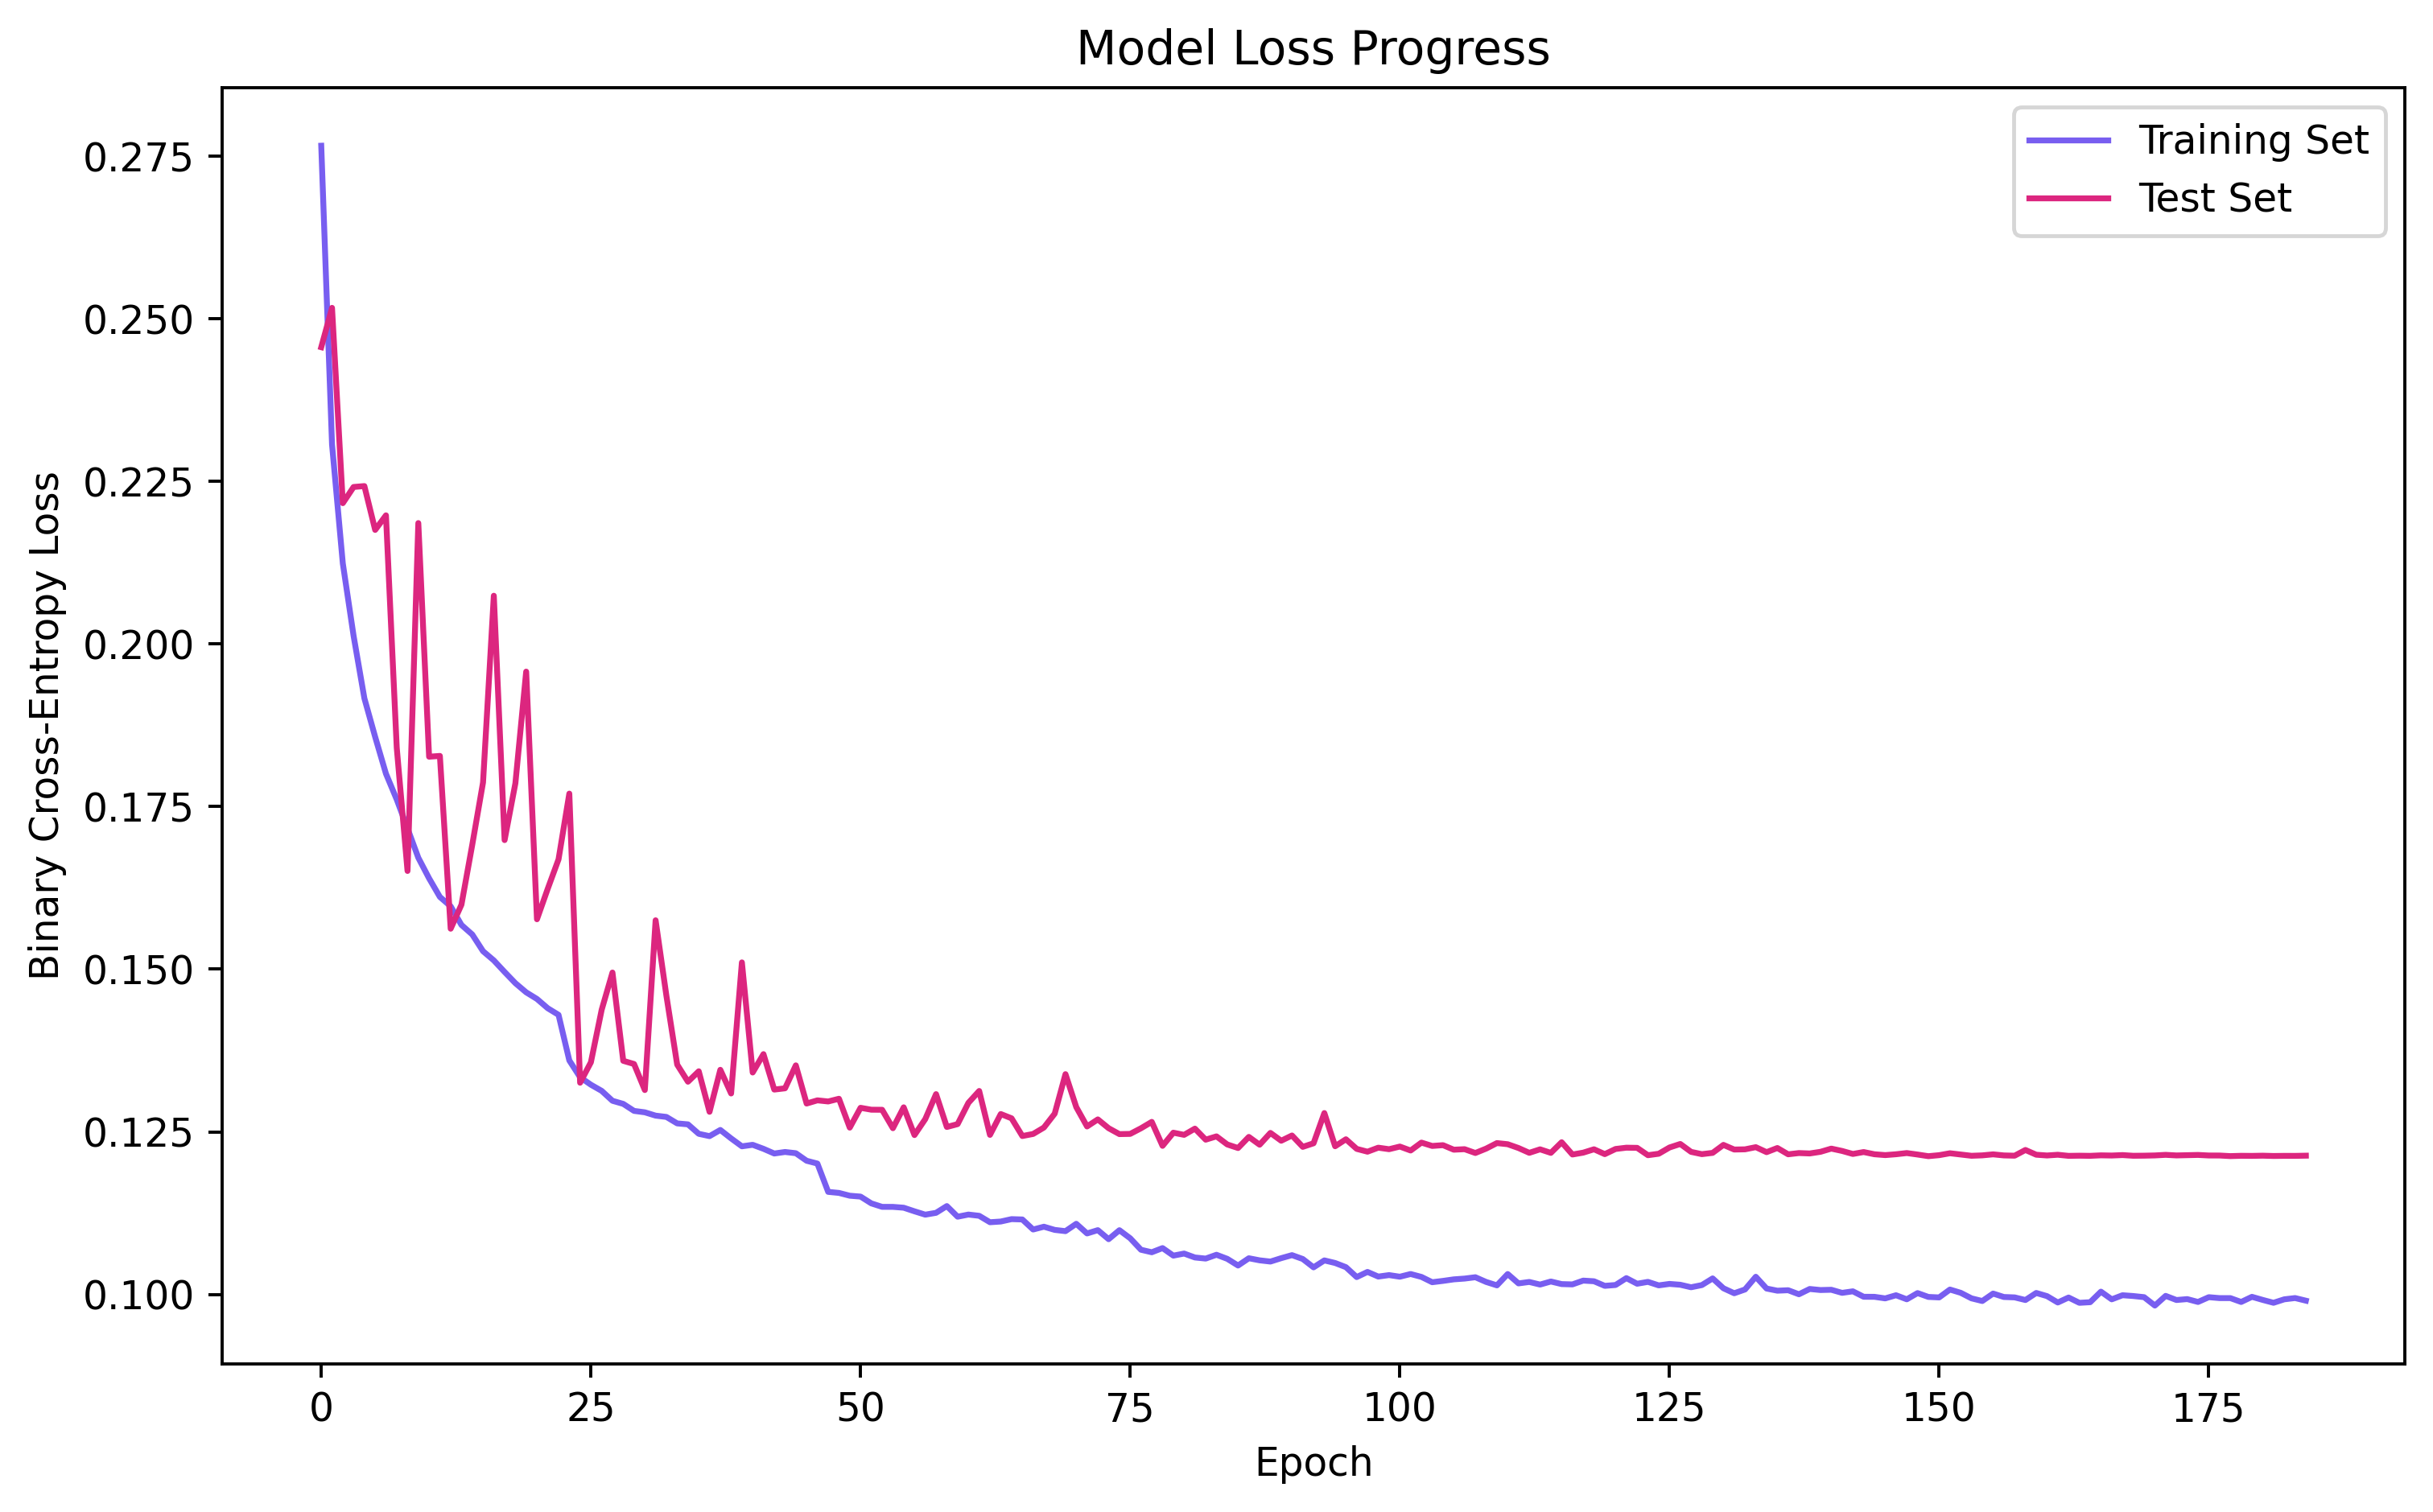 Model Loss Progress
Training Set
Test Set
Binary Cross-Entropy Loss
0.275
0.250
0.225
0.200
0.175
0.150
0.125
0.100
0 25 50 75 100 125 150 175
Epoch